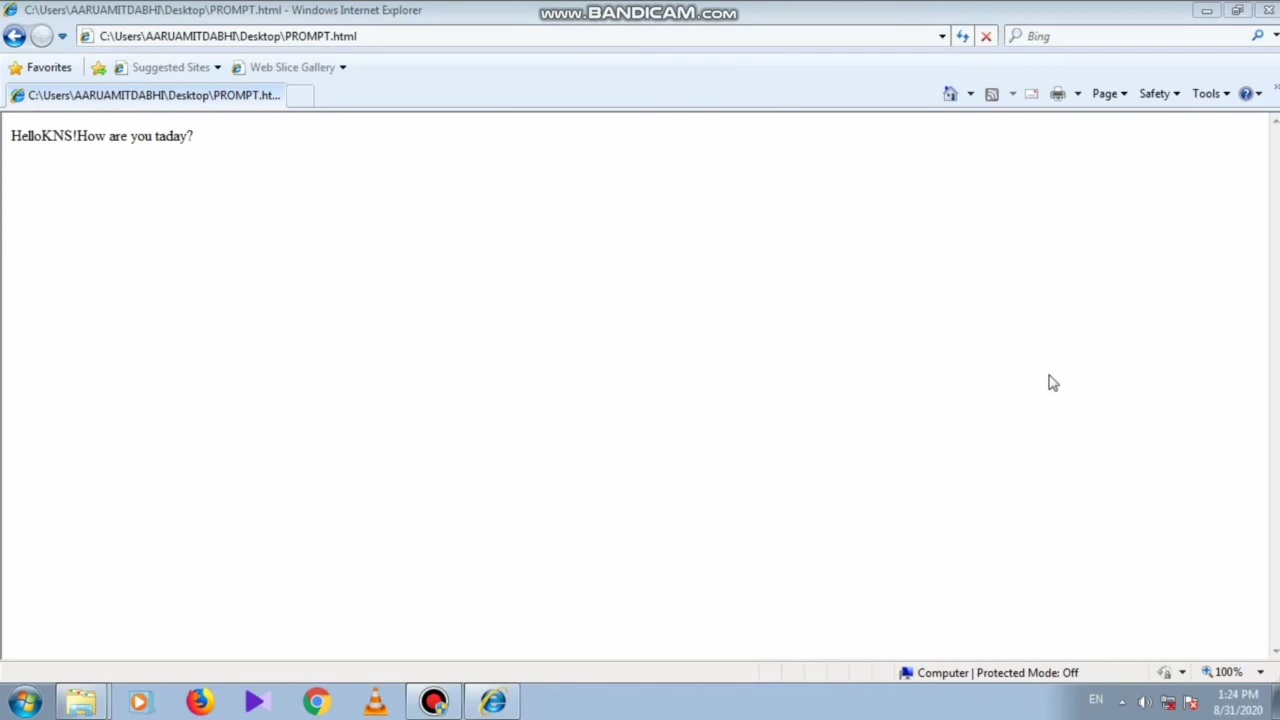 C:\Users\AARUAMITDABHI\Desktop\PROMPT.html - Windows Internet Explorer
www.BANDICAM.com
C:\Users\AARUAMITDABHI\Desktop\PROMPT.html
Bing
Favorites
Suggested Sites
Web Slice Gallery
C:\Users\AARUAMITDABHI\Desktop\PROMPT.ht...
Page
Safety
Tools
HelloKNS!How are you taday?
Computer | Protected Mode: Off
100%
EN
1:24 PM
8/31/2020